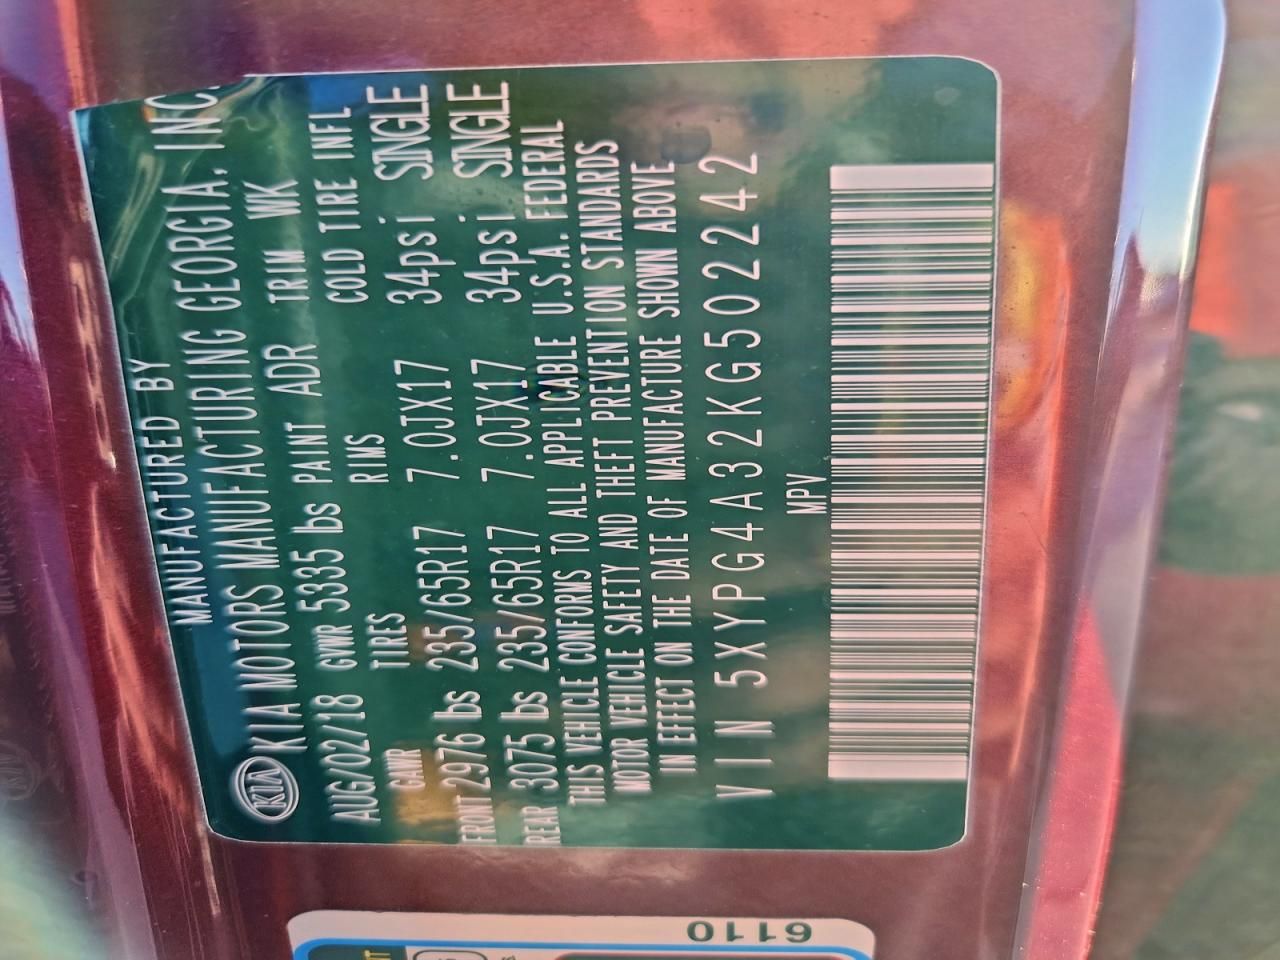 MANUFACTURED BY
KIA KIA MOTORS MANUFACTURING GEORGIA, INC.
AUG/02/18 GVWR 5335 lbs PAINT ADR TRIM WK
GAWR TIRES RIMS COLD TIRE INFL
FRONT 2976 lbs 235/65R17 7.0JX17 34psi SINGLE
REAR 3075 lbs 235/65R17 7.0JX17 34psi SINGLE
THIS VEHICLE CONFORMS TO ALL APPLICABLE U.S.A. FEDERAL
MOTOR VEHICLE SAFETY AND THEFT PREVENTION STANDARDS
IN EFFECT ON THE DATE OF MANUFACTURE SHOWN ABOVE
VIN 5XYPG4A32KG502242
MPV
6110